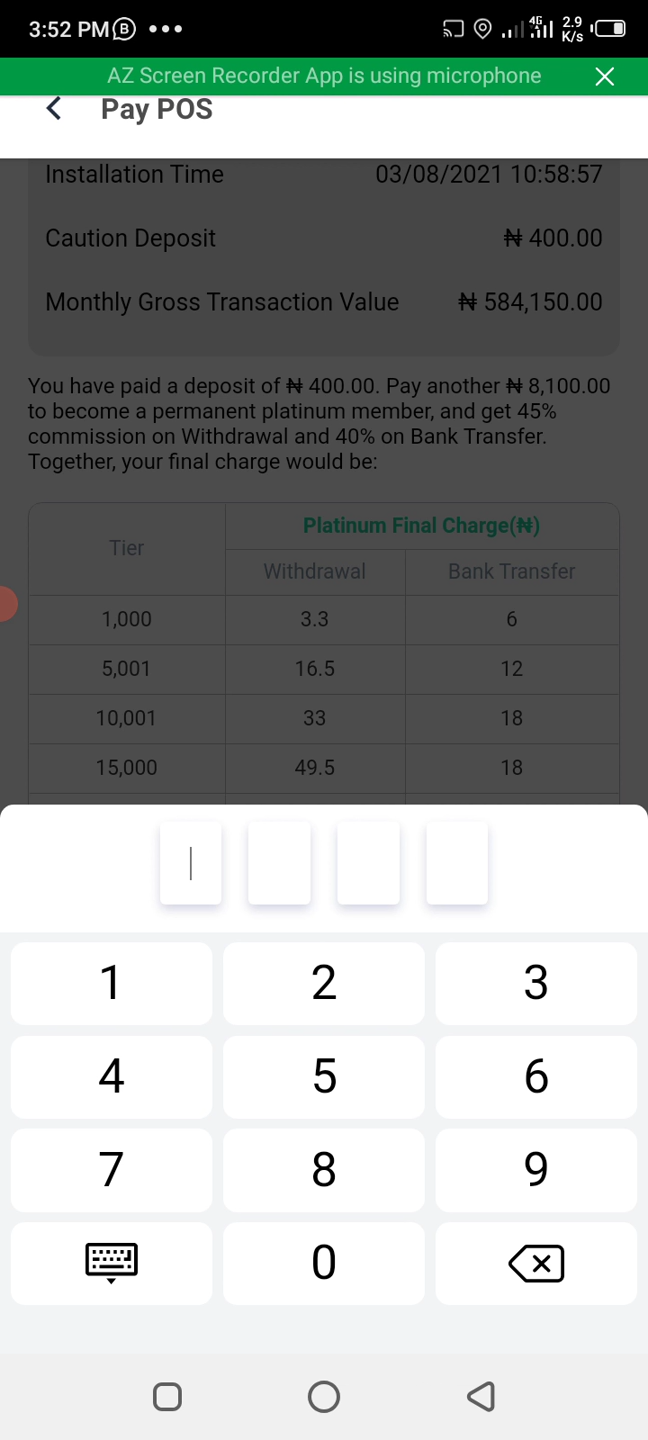 3:52 PM B 4G 2.9 K/s
AZ Screen Recorder App is using microphone
Pay POS
Installation Time 03/08/2021 10:58:57
Caution Deposit ₦ 400.00
Monthly Gross Transaction Value ₦ 584,150.00
You have paid a deposit of ₦ 400.00. Pay another ₦ 8,100.00
to become a permanent platinum member, and get 45%
commission on Withdrawal and 40% on Bank Transfer.
Together, your final charge would be:
Platinum Final Charge(₦)
Tier
Withdrawal Bank Transfer
1,000 3.3 6
5,001 16.5 12
10,001 33 18
15,000 49.5 18
1 2 3
4 5 6
7 8 9
0